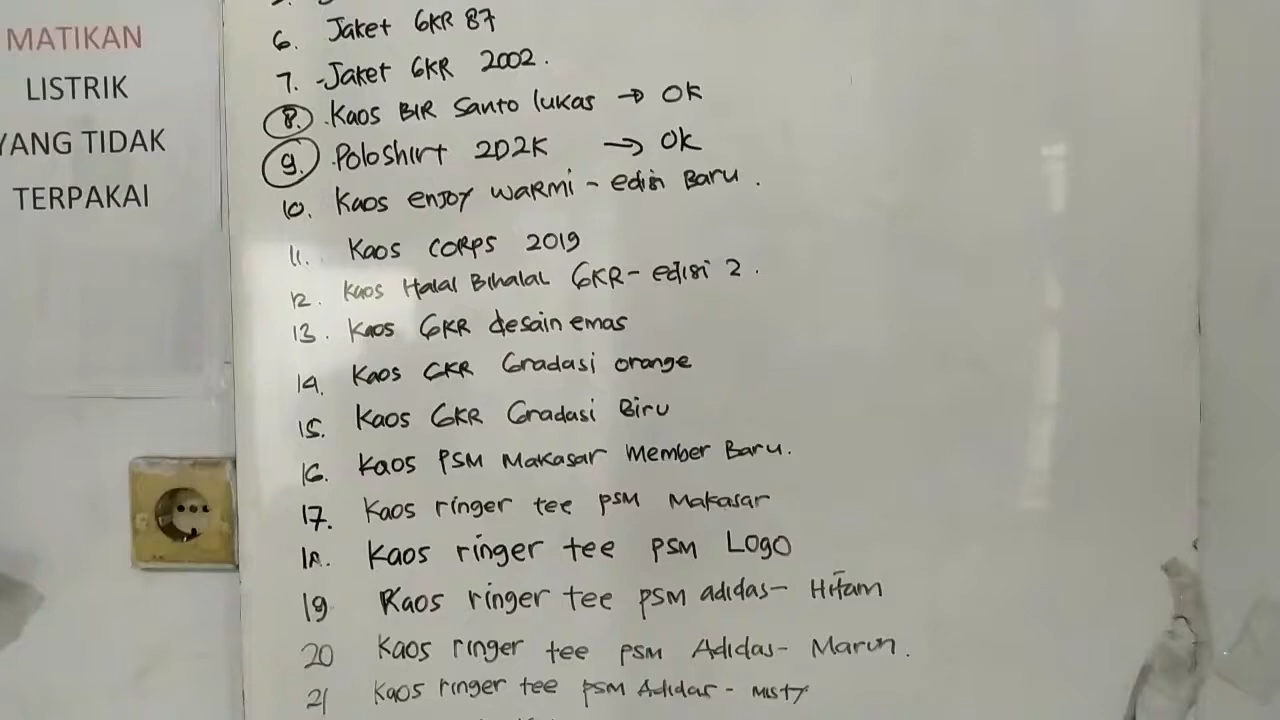 MATIKAN
LISTRIK
YANG TIDAK
TERPAKAI
6. Jaket GKR 87
7. -Jaket GKR 2002.
8. Kaos BIR Santo lukas → OK
9. Poloshirt 2D2K → Ok
10. Kaos enjoy WARMI - edisi Baru.
11. Kaos CORPS 2019
12. Kaos Halal Bihalal GKR - edisi 2.
13. Kaos GKR desain emas
14. Kaos GKR Gradasi orange
15. Kaos GKR Gradasi Biru
16. Kaos PSM Makasar Member Baru.
17. Kaos ringer tee PSM Makasar
18. Kaos ringer tee PSM Logo
19 Kaos ringer tee PSM adidas - Hitam
20 Kaos ringer tee PSM Adidas - Marun.
21 Kaos ringer tee PSM Adidas - Misty